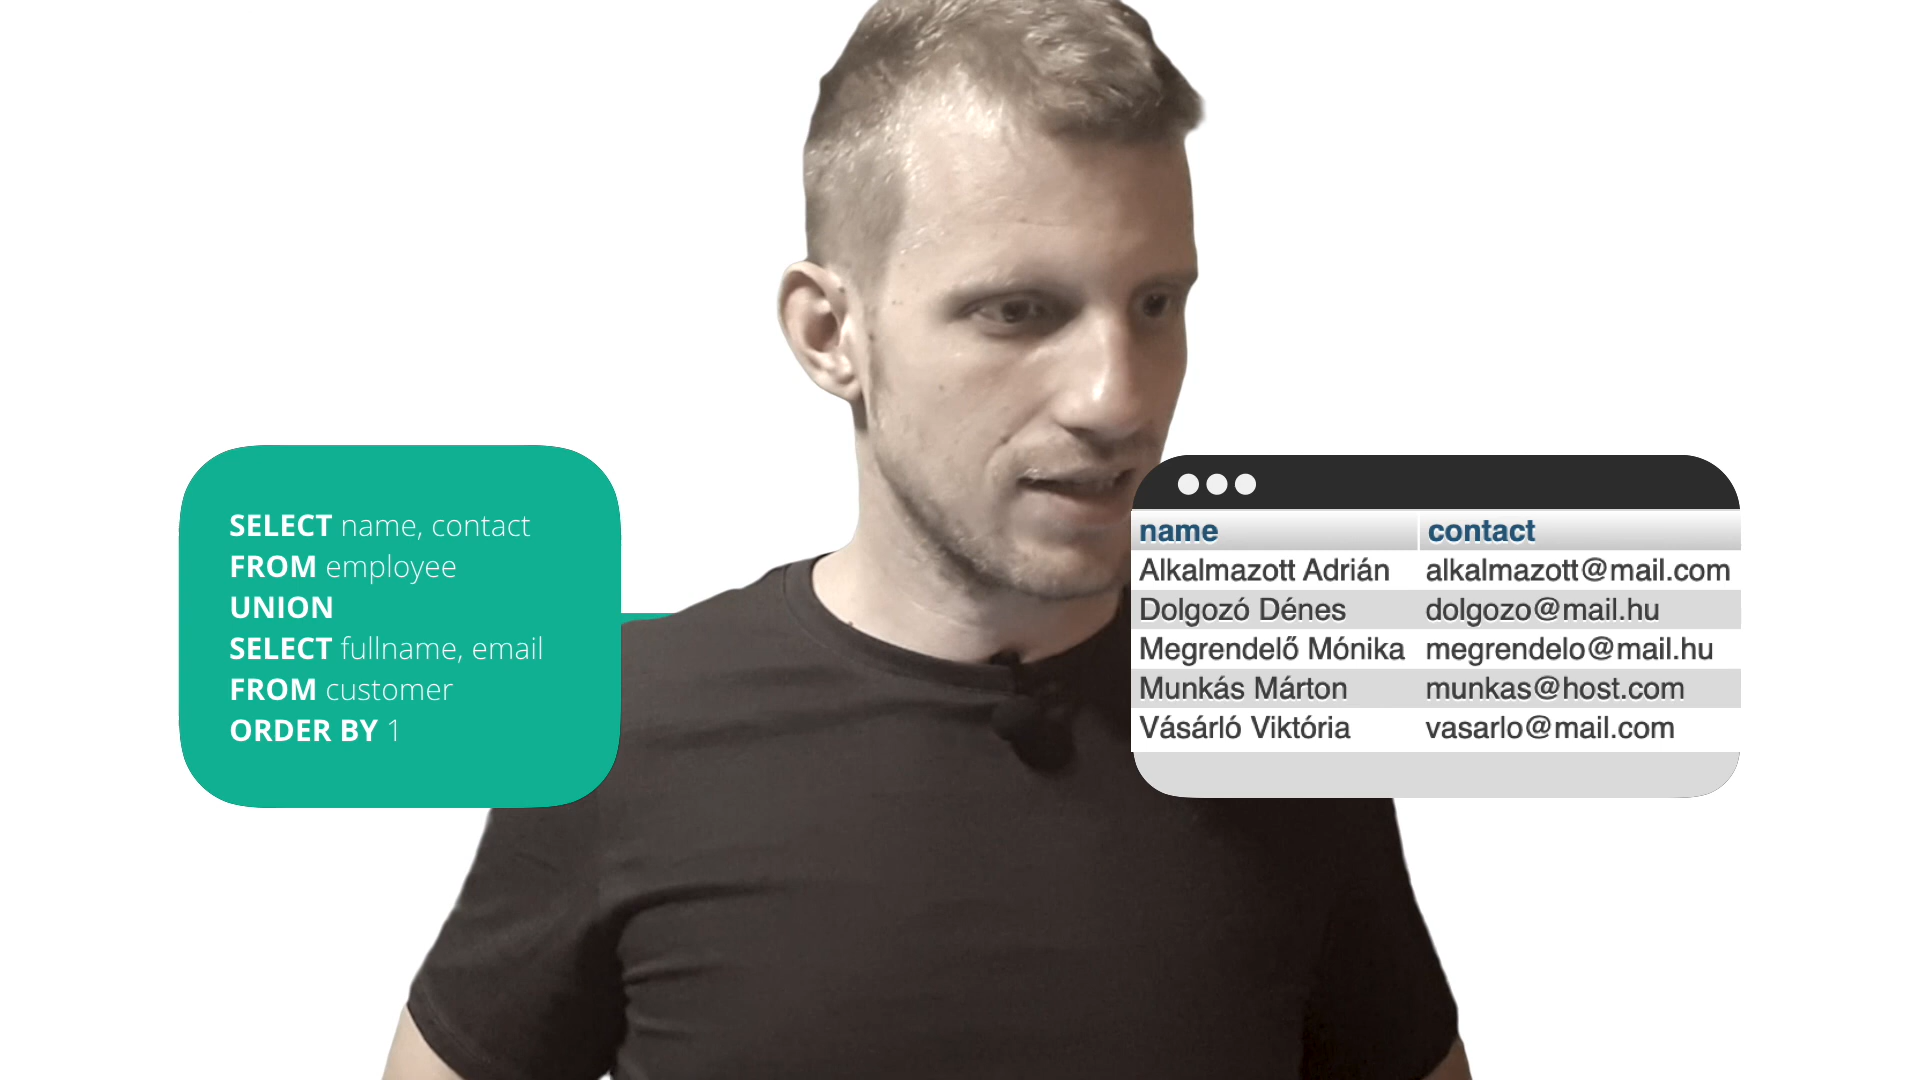 SELECT name, contact
FROM employee
UNION
SELECT fullname, email
FROM customer
ORDER BY 1
name contact
Alkalmazott Adrián alkalmazott@mail.com
Dolgozó Dénes dolgozo@mail.hu
Megrendelő Mónika megrendelo@mail.hu
Munkás Márton munkas@host.com
Vásárló Viktória vasarlo@mail.com